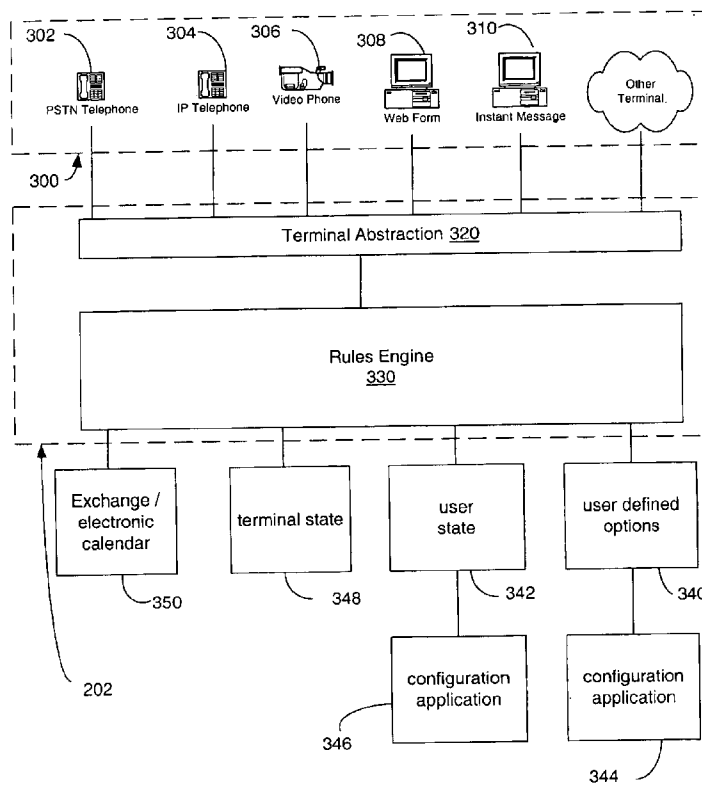 302
304
306
308
310
PSTN Telephone
IP Telephone
Video Phone
Web Form
Instant Message
Other
Terminal.
300
Terminal Abstraction 320
Rules Engine
330
Exchange /
electronic
calendar
terminal state
user
state
user defined
options
350
348
342
340
202
configuration
application
configuration
application
346
344